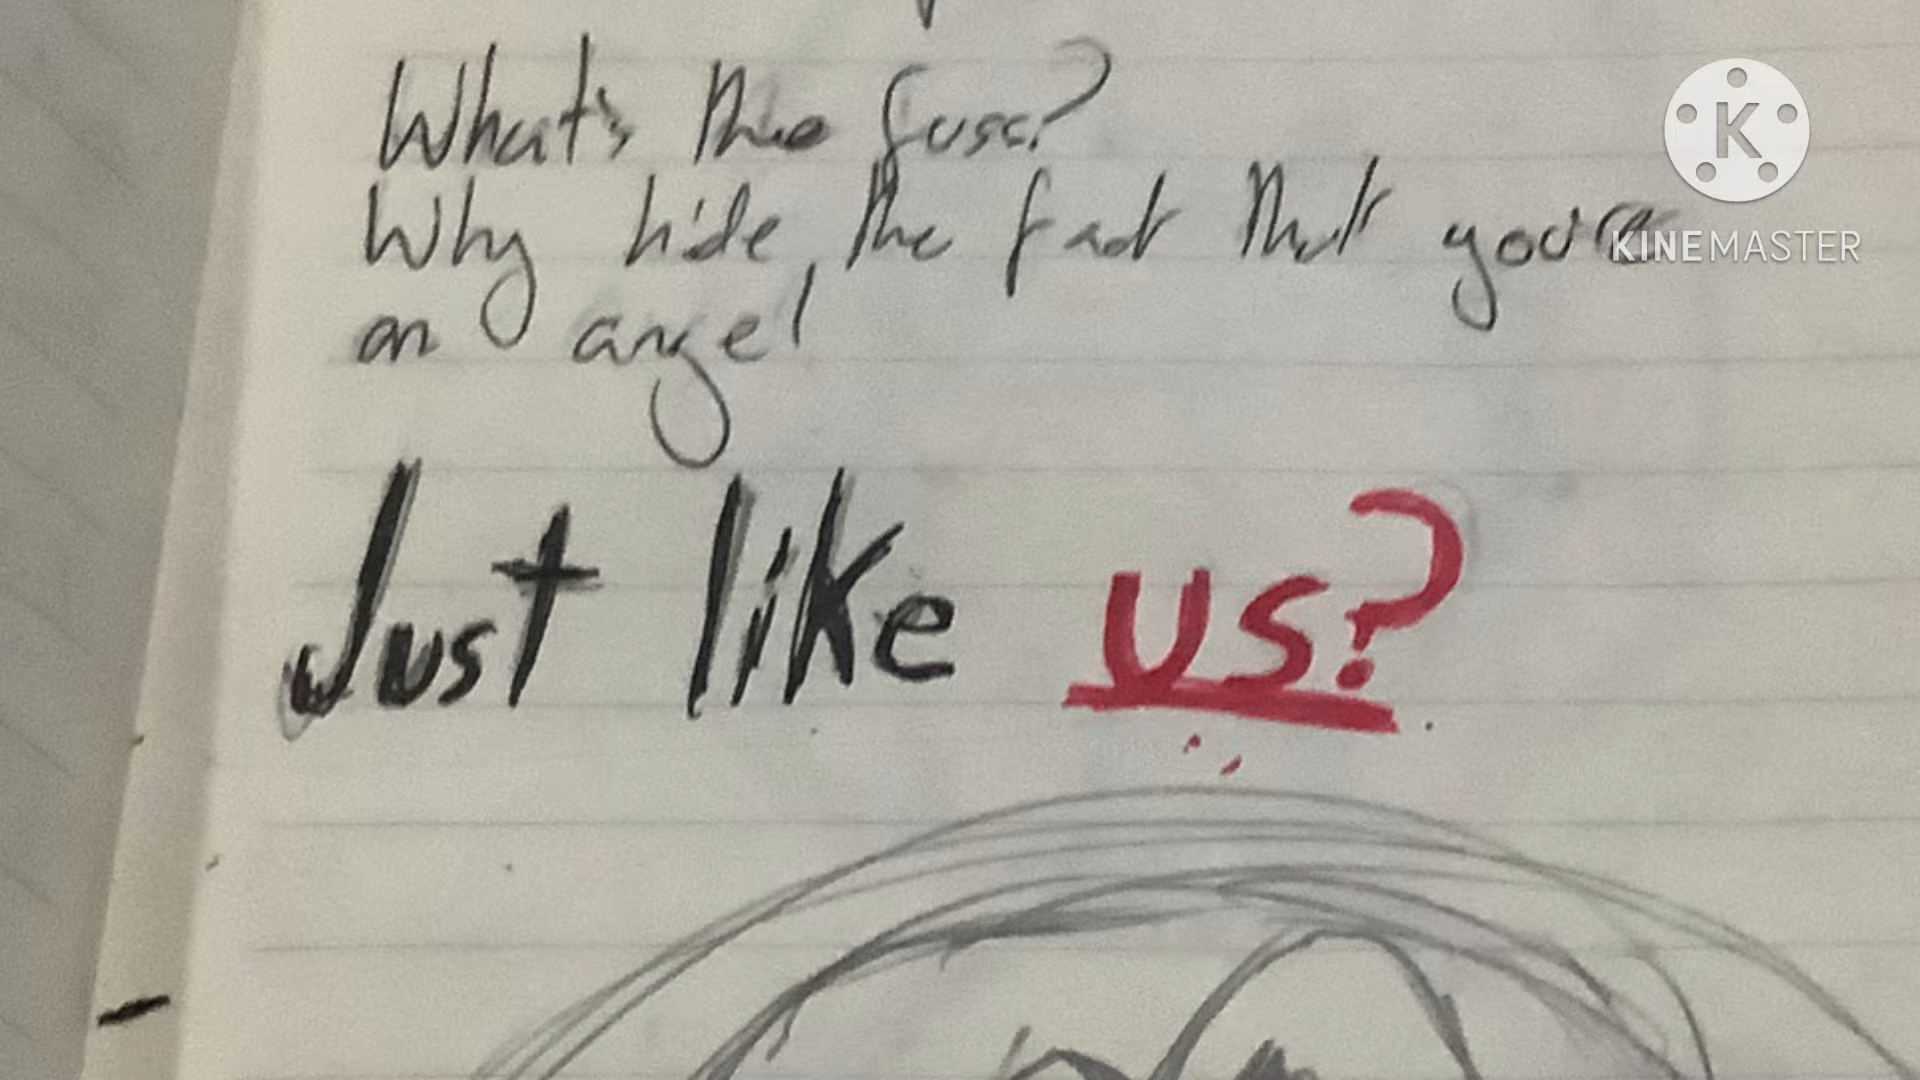 What's the fuss?
Why hide the fact that you're
an angel
Just like us?
K
KINEMASTER